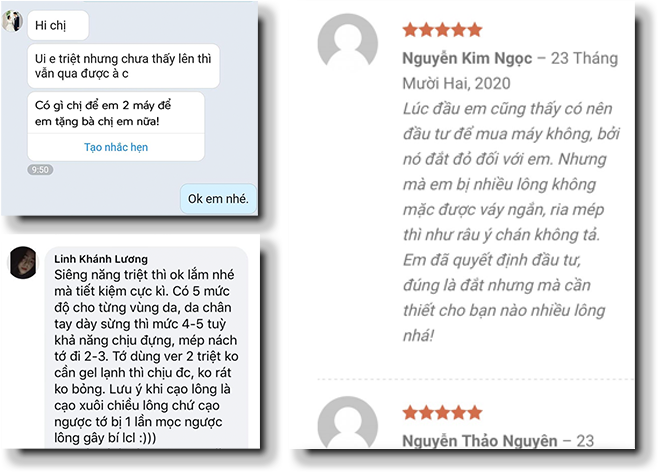 Hi chị
Ui e triệt nhưng chưa thấy lên thì
vẫn qua được à c
Có gì chị để em 2 máy để
em tặng bà chị em nữa!
Tạo nhắc hẹn
9:50
Ok em nhé.
Linh Khánh Lương
Siêng năng triệt thì ok lắm nhé
mà tiết kiệm cực kì. Có 5 mức
độ cho từng vùng da, da chân
tay dày sừng thì mức 4-5 tuỳ
khả năng chịu đựng, mép nách
tớ đi 2-3. Tớ dùng ver 2 triệt ko
cần gel lạnh thì chịu đc, ko rát
ko bỏng. Lưu ý khi cạo lông là
cạo xuôi chiều lông chứ cạo
ngược tớ bị 1 lần mọc ngược
lông gây bí lcl :)))
Nguyễn Kim Ngọc – 23 Tháng
Mười Hai, 2020
Lúc đầu em cũng thấy có nên
đầu tư để mua máy không, bởi
nó đắt đỏ đối với em. Nhưng
mà em bị nhiều lông không
mặc được váy ngắn, ria mép
thì như râu ý chán không tả.
Em đã quyết định đầu tư,
đúng là đắt nhưng mà cần
thiết cho bạn nào nhiều lông
nhá!
Nguyễn Thảo Nguyên – 23